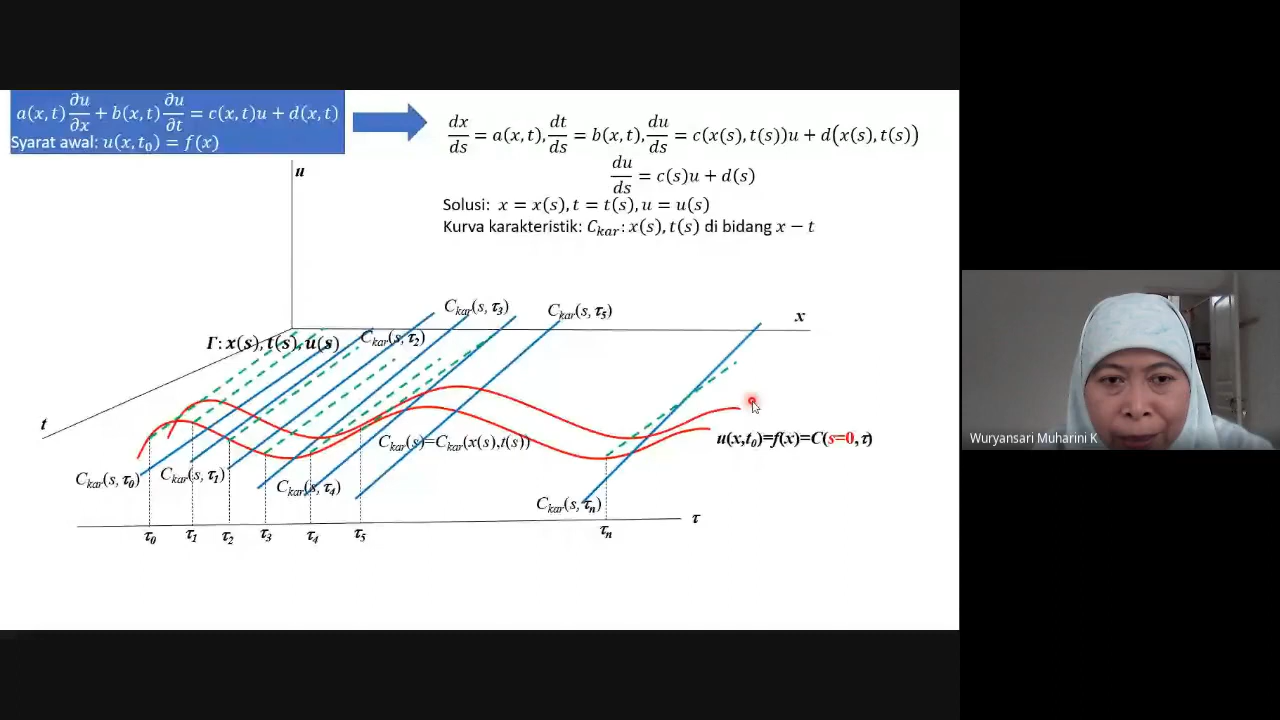 a(x,t) ∂u/∂x + b(x,t) ∂u/∂t = c(x,t)u + d(x,t)
Syarat awal: u(x,t₀) = f(x)
dx/ds = a(x,t), dt/ds = b(x,t), du/ds = c(x(s),t(s))u + d(x(s),t(s))
du/ds = c(s)u + d(s)
Solusi: x = x(s), t = t(s), u = u(s)
Kurva karakteristik: C_kar: x(s), t(s) di bidang x − t
u
C_kar(s, τ₃)
C_kar(s, τ₅)
x
Γ: x(s), t(s), u(s)
C_kar(s, τ₂)
t
C_kar(s)=C_kar(x(s),t(s))
u(x,t₀)=f(x)=C(s=0,τ)
Wuryansari Muharini K
C_kar(s, τ₀)
C_kar(s, τ₁)
C_kar(s, τ₄)
C_kar(s, τₙ)
τ
τ₀ τ₁ τ₂ τ₃ τ₄ τ₅ τₙ